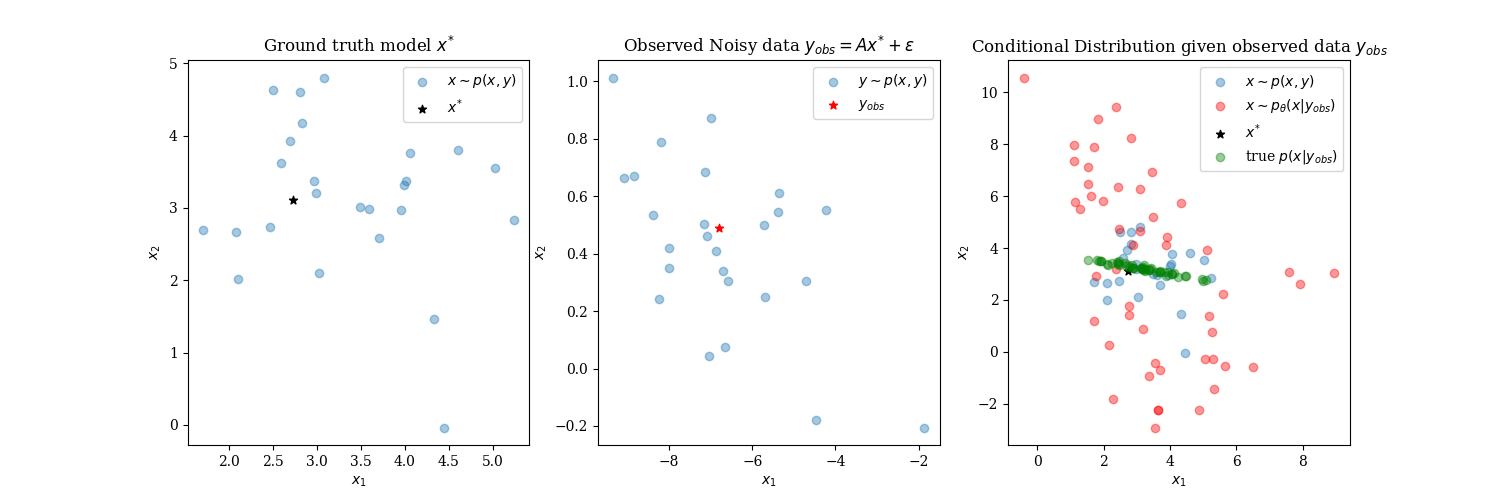 Ground truth model $x^*$
5
4
3
2
1
0
$x_2$
2.0 2.5 3.0 3.5 4.0 4.5 5.0
$x_1$
$x \sim p(x, y)$
$x^*$
Observed Noisy data $y_{obs} = Ax^* + \varepsilon$
1.0
0.8
0.6
0.4
0.2
0.0
−0.2
$x_2$
−8 −6 −4 −2
$x_1$
$y \sim p(x, y)$
$y_{obs}$
Conditional Distribution given observed data $y_{obs}$
10
8
6
4
2
0
−2
$x_2$
0 2 4 6 8
$x_1$
$x \sim p(x, y)$
$x \sim p_\theta(x|y_{obs})$
$x^*$
true $p(x|y_{obs})$